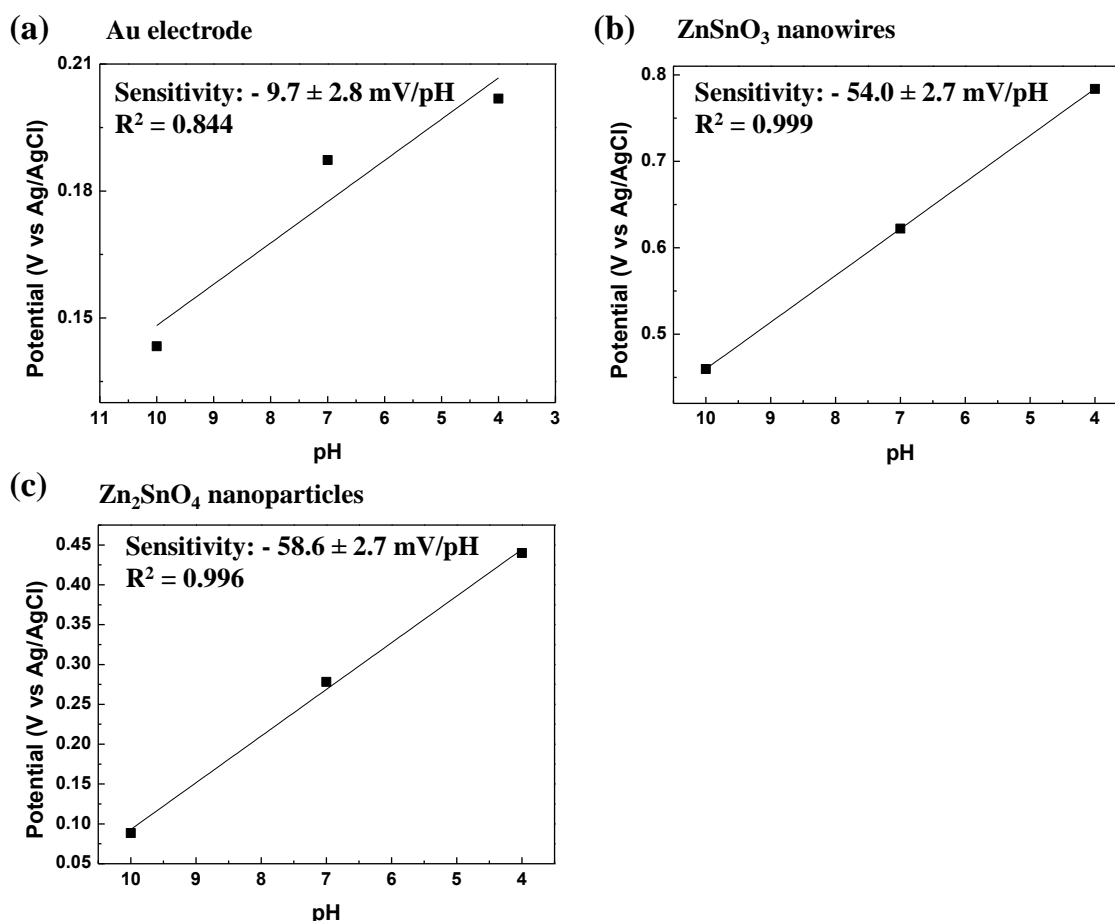 (a) Au electrode
Sensitivity: - 9.7 ± 2.8 mV/pH
R² = 0.844
Potential (V vs Ag/AgCl)
0.21
0.18
0.15
11 10 9 8 7 6 5 4 3
pH
(b) ZnSnO₃ nanowires
Sensitivity: - 54.0 ± 2.7 mV/pH
R² = 0.999
Potential (V vs Ag/AgCl)
0.8
0.7
0.6
0.5
10 9 8 7 6 5 4
pH
(c) Zn₂SnO₄ nanoparticles
Sensitivity: - 58.6 ± 2.7 mV/pH
R² = 0.996
Potential (V vs Ag/AgCl)
0.45
0.40
0.35
0.30
0.25
0.20
0.15
0.10
0.05
10 9 8 7 6 5 4
pH